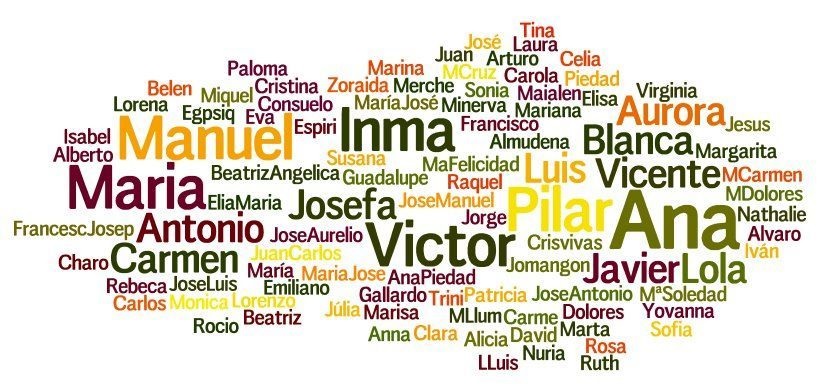 Tina
José Laura
Juan Arturo Celia
Paloma Marina MCruz Carola Piedad
Belen Cristina Zoraida Merche Sonia Maialen Elisa Virginia
Lorena Miquel Consuelo MaríaJosé Minerva Mariana Aurora
Egpsiq Eva Espiri Inma Francisco Blanca Jesus
Isabel Manuel Almudena Margarita
Alberto Susana MaFelicidad Luis Vicente
Maria BeatrizAngelica Guadalupe Raquel MCarmen
EliaMaria Josefa JoseManuel Pilar Ana MDolores
Jorge Nathalie
FrancescJosep Antonio JoseAurelio Victor Crisvivas Alvaro
Charo Carmen JuanCarlos Jomangon Javier Lola Iván
María MariaJose AnaPiedad
Rebeca JoseLuis Emiliano Gallardo Trini Patricia JoseAntonio MªSoledad
Carlos Monica Lorenzo Júlia Marisa MLlum Carme Dolores Yovanna
Rocio Beatriz Anna Clara Alicia David Marta Sofia
LLuis Nuria Rosa
Ruth